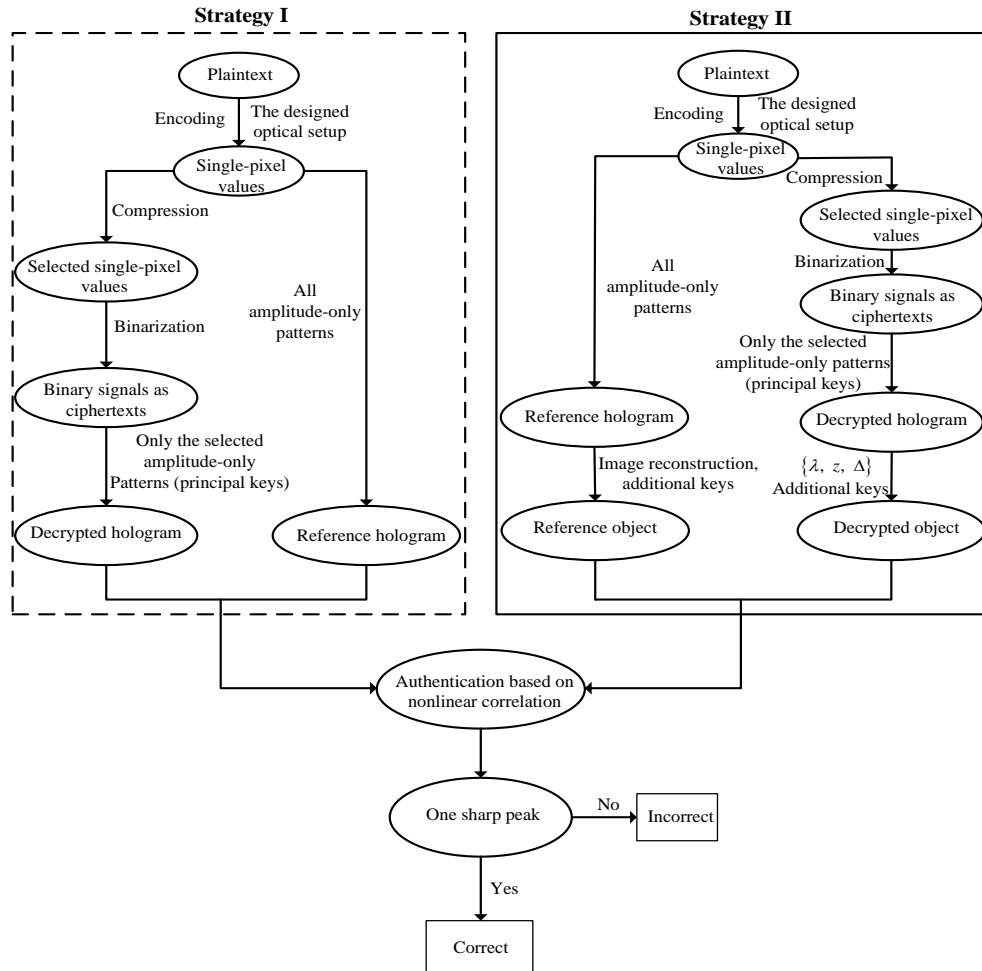 Strategy I
Plaintext
Encoding
The designed
optical setup
Single-pixel
values
Compression
Selected single-pixel
values
All
amplitude-only
patterns
Binarization
Binary signals as
ciphertexts
Only the selected
amplitude-only
Patterns (principal keys)
Decrypted hologram
Reference hologram
Strategy II
Plaintext
Encoding
The designed
optical setup
Single-pixel
values
Compression
Selected single-pixel
values
All
amplitude-only
patterns
Binarization
Binary signals as
ciphertexts
Only the selected
amplitude-only patterns
(principal keys)
Reference hologram
Decrypted hologram
Image reconstruction,
additional keys
{λ, z, Δ}
Additional keys
Reference object
Decrypted object
Authentication based on
nonlinear correlation
One sharp peak
No
Incorrect
Yes
Correct